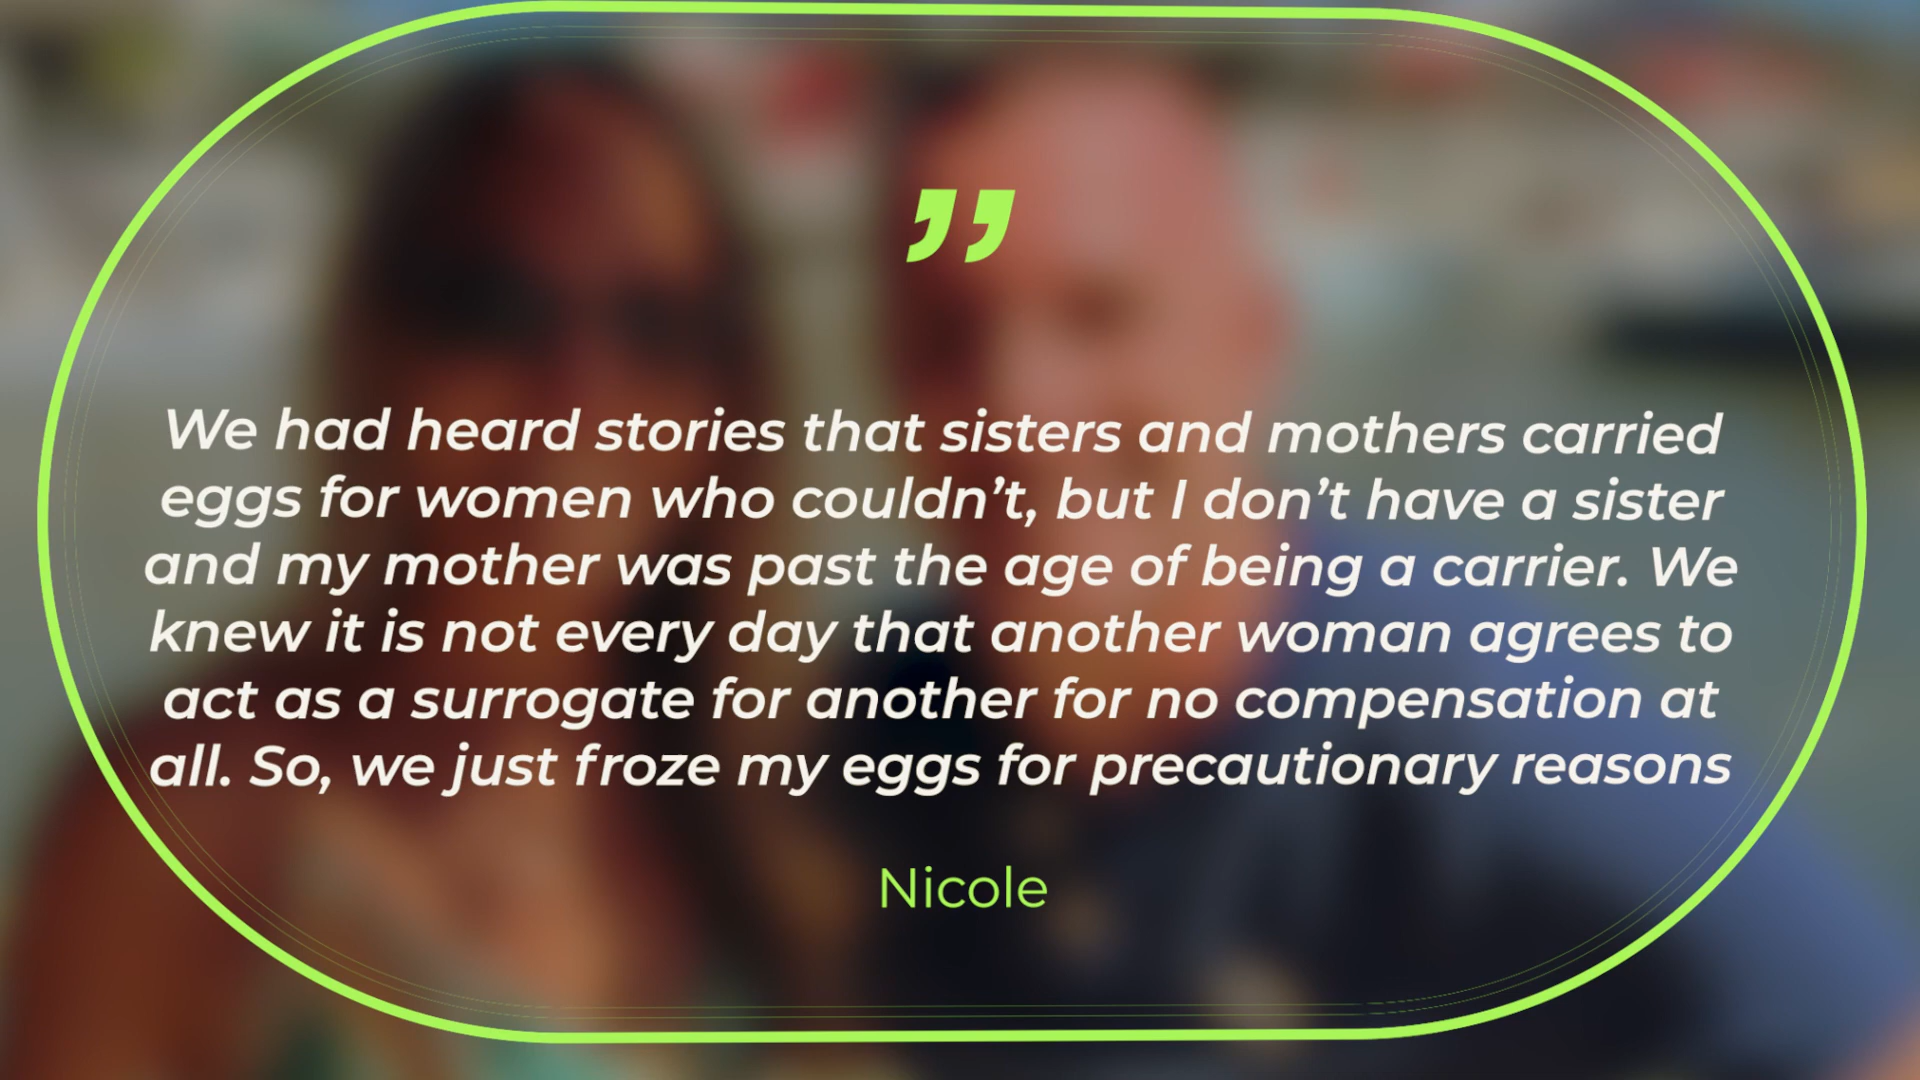 ”
We had heard stories that sisters and mothers carried
eggs for women who couldn’t, but I don’t have a sister
and my mother was past the age of being a carrier. We
knew it is not every day that another woman agrees to
act as a surrogate for another for no compensation at
all. So, we just froze my eggs for precautionary reasons
Nicole